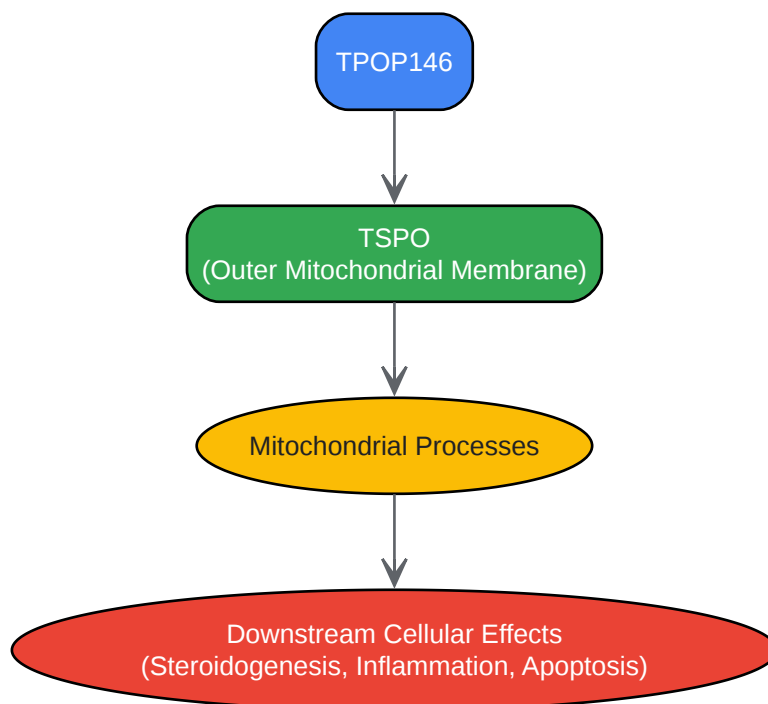 TPOP146
TSPO
(Outer Mitochondrial Membrane)
Mitochondrial Processes
Downstream Cellular Effects
(Steroidogenesis, Inflammation, Apoptosis)